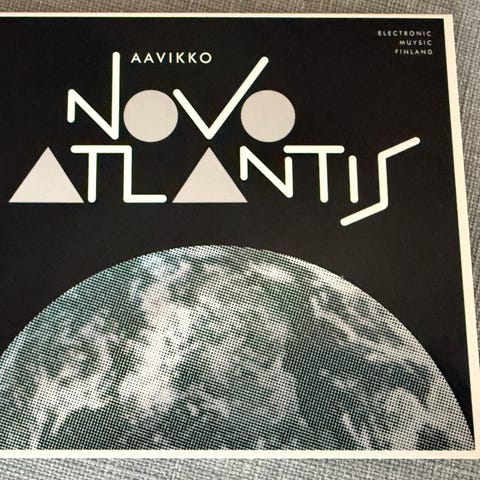 AAVIKKO
NOVO
ATLANTIS
ELECTRONIC
MUYSIC
FINLAND